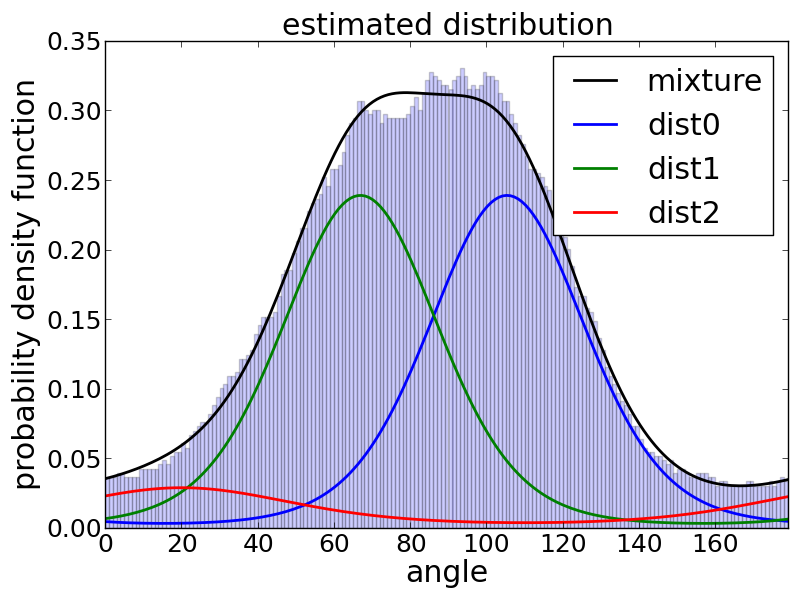 estimated distribution
probability density function
0.35
0.30
0.25
0.20
0.15
0.10
0.05
0.00
mixture
dist0
dist1
dist2
0 20 40 60 80 100 120 140 160
angle